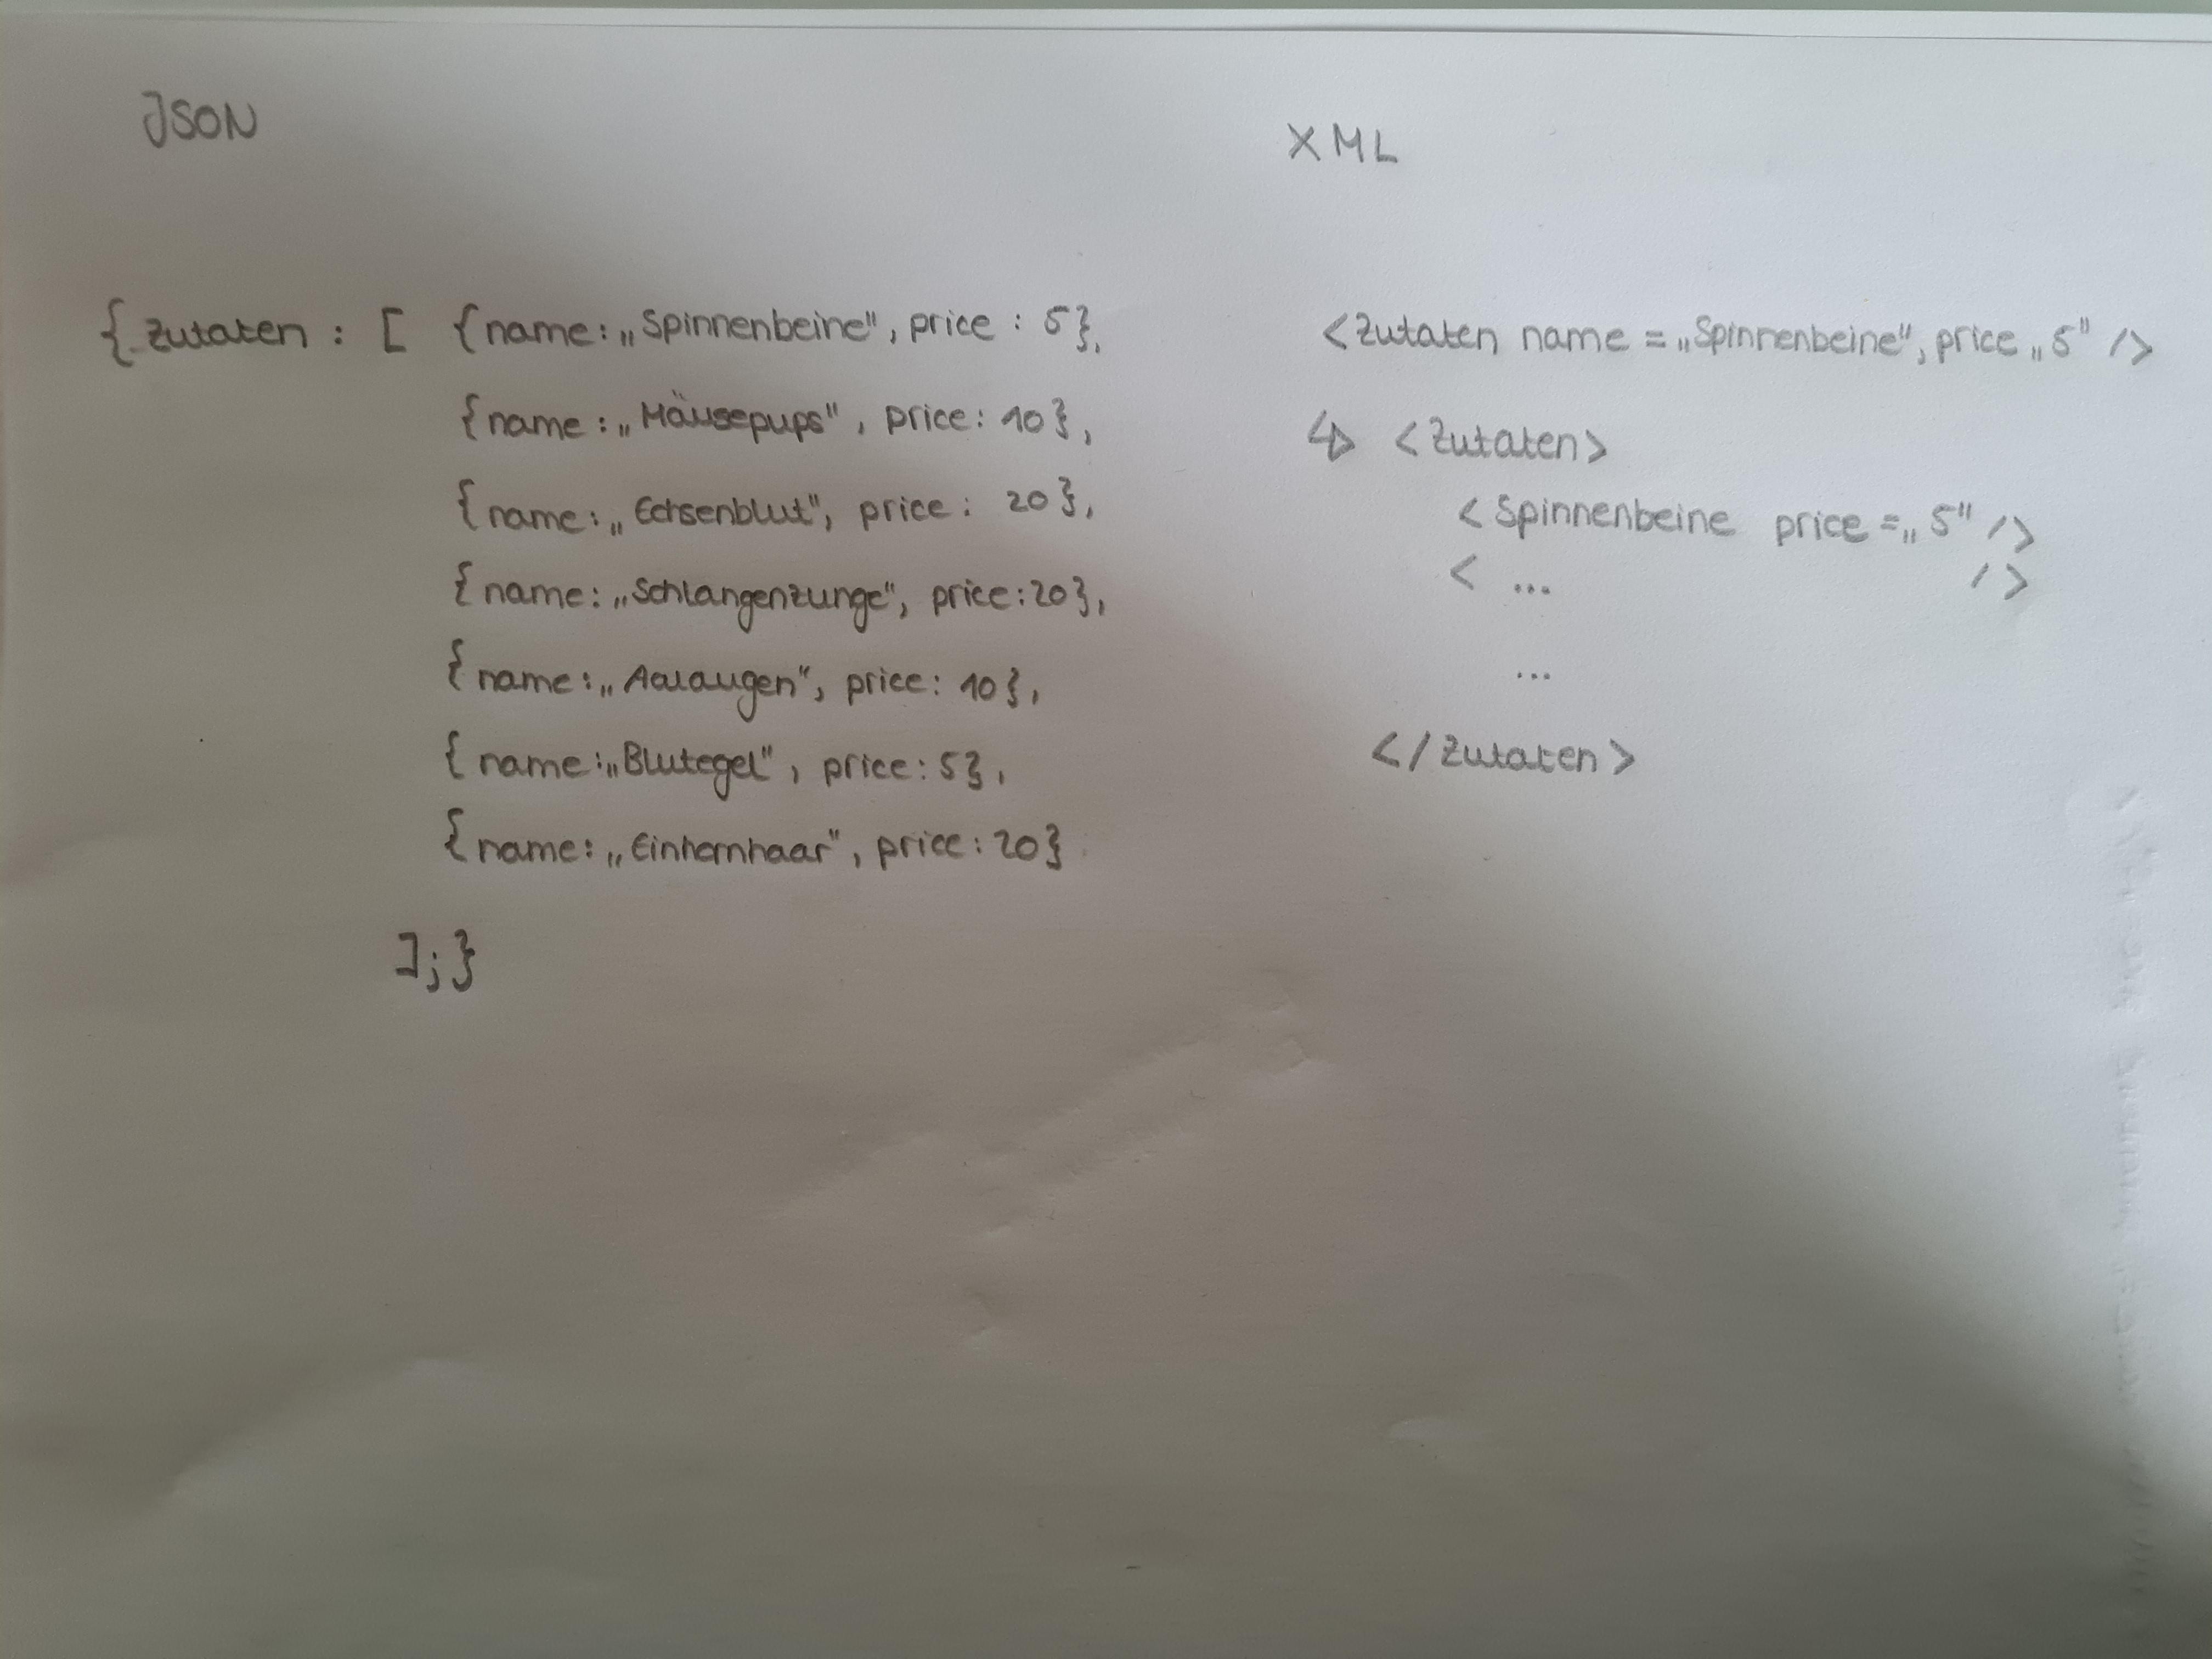 JSON
{ Zutaten : [ {name:„Spinnenbeine", price : 5},
{name:„Mäusepups", price: 10},
{name:„Echsenblut", price: 20},
{name:„Schlangenzunge", price:20},
{name:„Aalaugen", price: 10},
{name:„Blutegel", price: 5},
{name:„Einhornhaar", price:20}
];}
XML
<Zutaten name =„Spinnenbeine", price „5" />
↳ <Zutaten>
<Spinnenbeine price =„5" />
< ... />
...
</Zutaten>